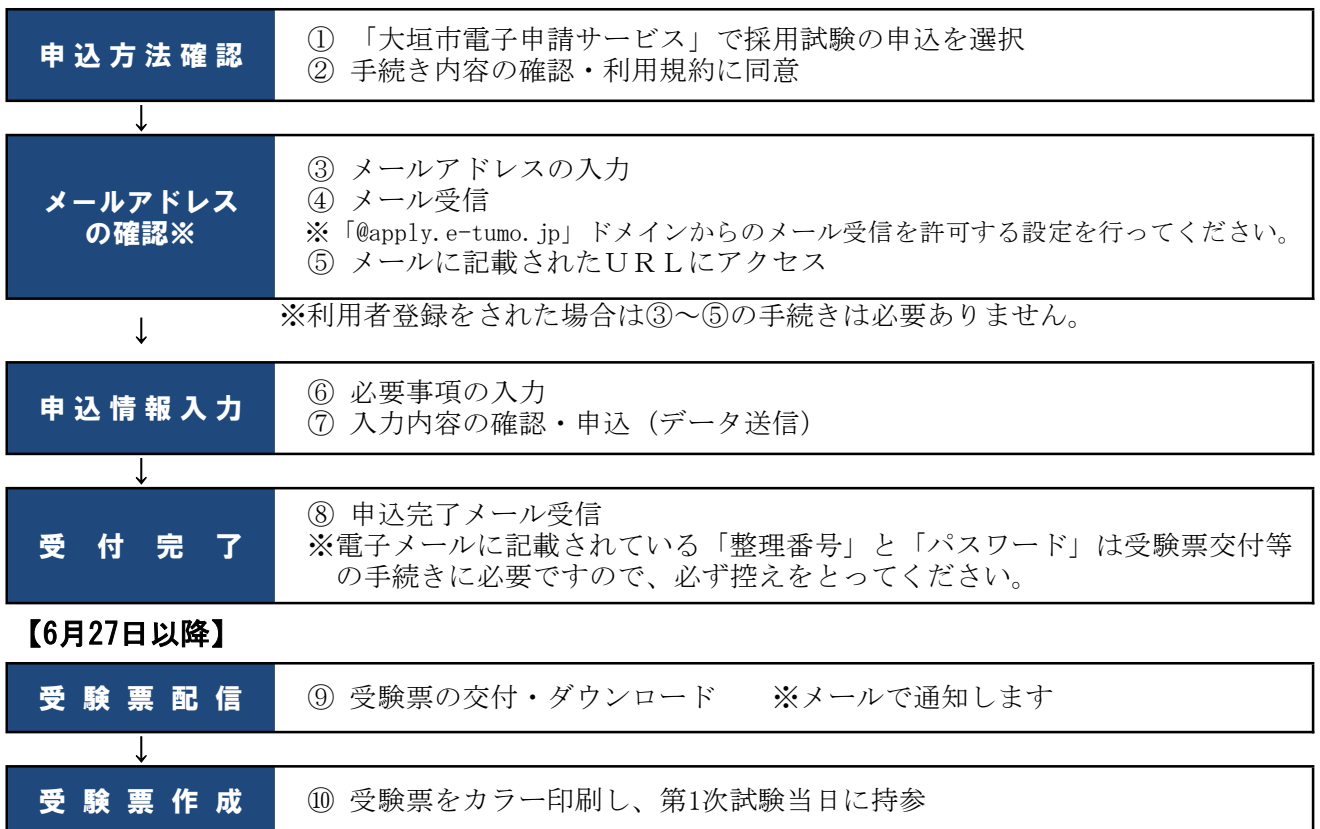 申込方法確認
① 「大垣市電子申請サービス」で採用試験の申込を選択
② 手続き内容の確認・利用規約に同意
↓
メールアドレス
の確認※
③ メールアドレスの入力
④ メール受信
※「@apply.e-tumo.jp」ドメインからのメール受信を許可する設定を行ってください。
⑤ メールに記載されたURLにアクセス
※利用者登録をされた場合は③～⑤の手続きは必要ありません。
↓
申込情報入力
⑥ 必要事項の入力
⑦ 入力内容の確認・申込（データ送信）
↓
受付完了
⑧ 申込完了メール受信
※電子メールに記載されている「整理番号」と「パスワード」は受験票交付等
の手続きに必要ですので、必ず控えをとってください。
【6月27日以降】
受験票配信
⑨ 受験票の交付・ダウンロード　※メールで通知します
↓
受験票作成
⑩ 受験票をカラー印刷し、第1次試験当日に持参